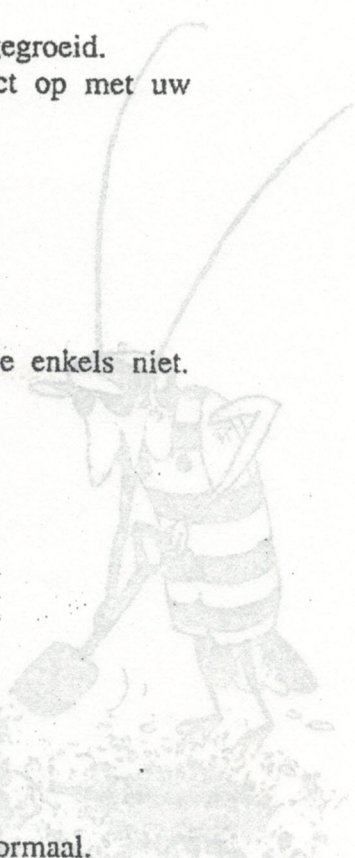 egroeid.
ct op met uw
e enkels niet.
ormaal.